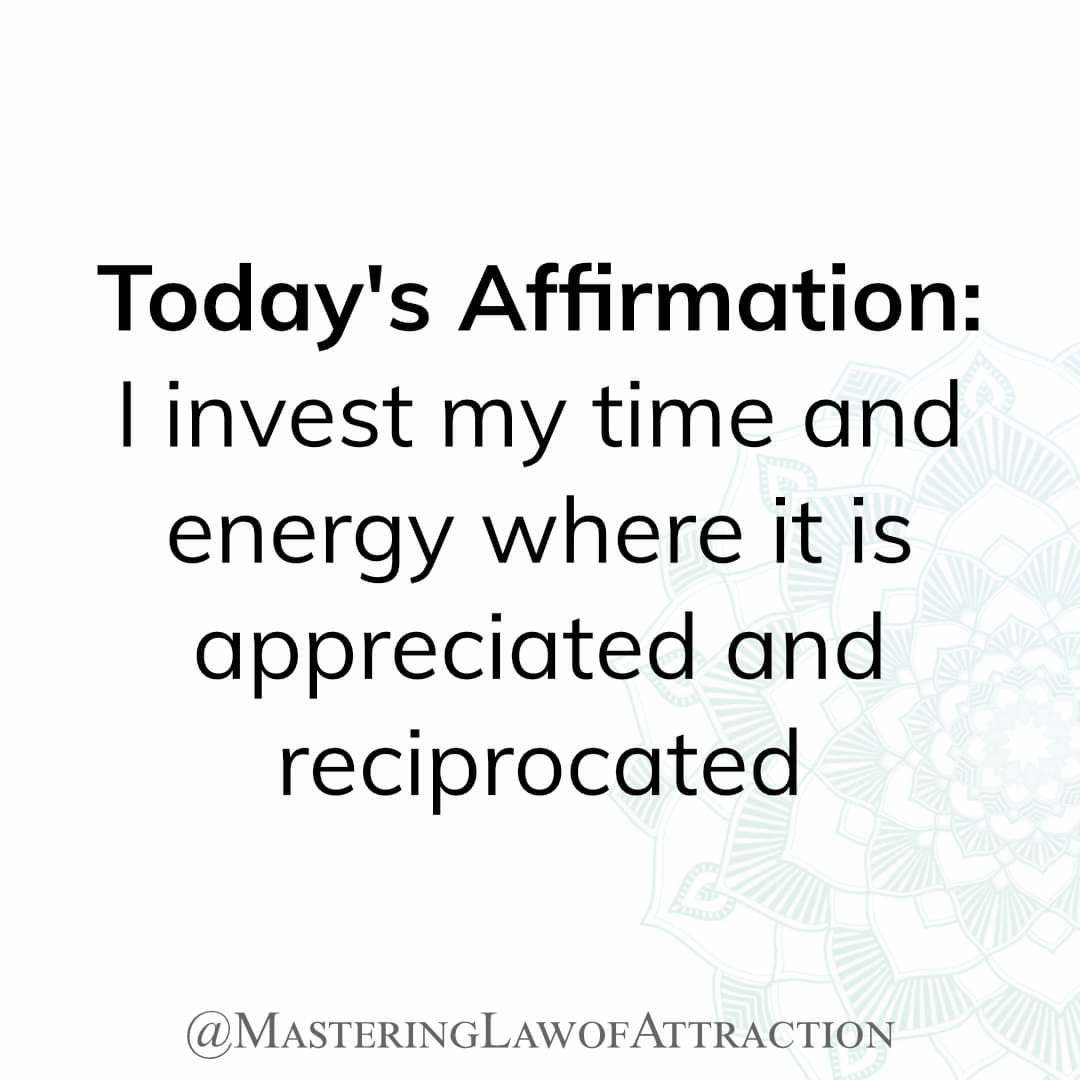 Today's Affirmation:
I invest my time and
energy where it is
appreciated and
reciprocated
@MasteringLawofAttraction